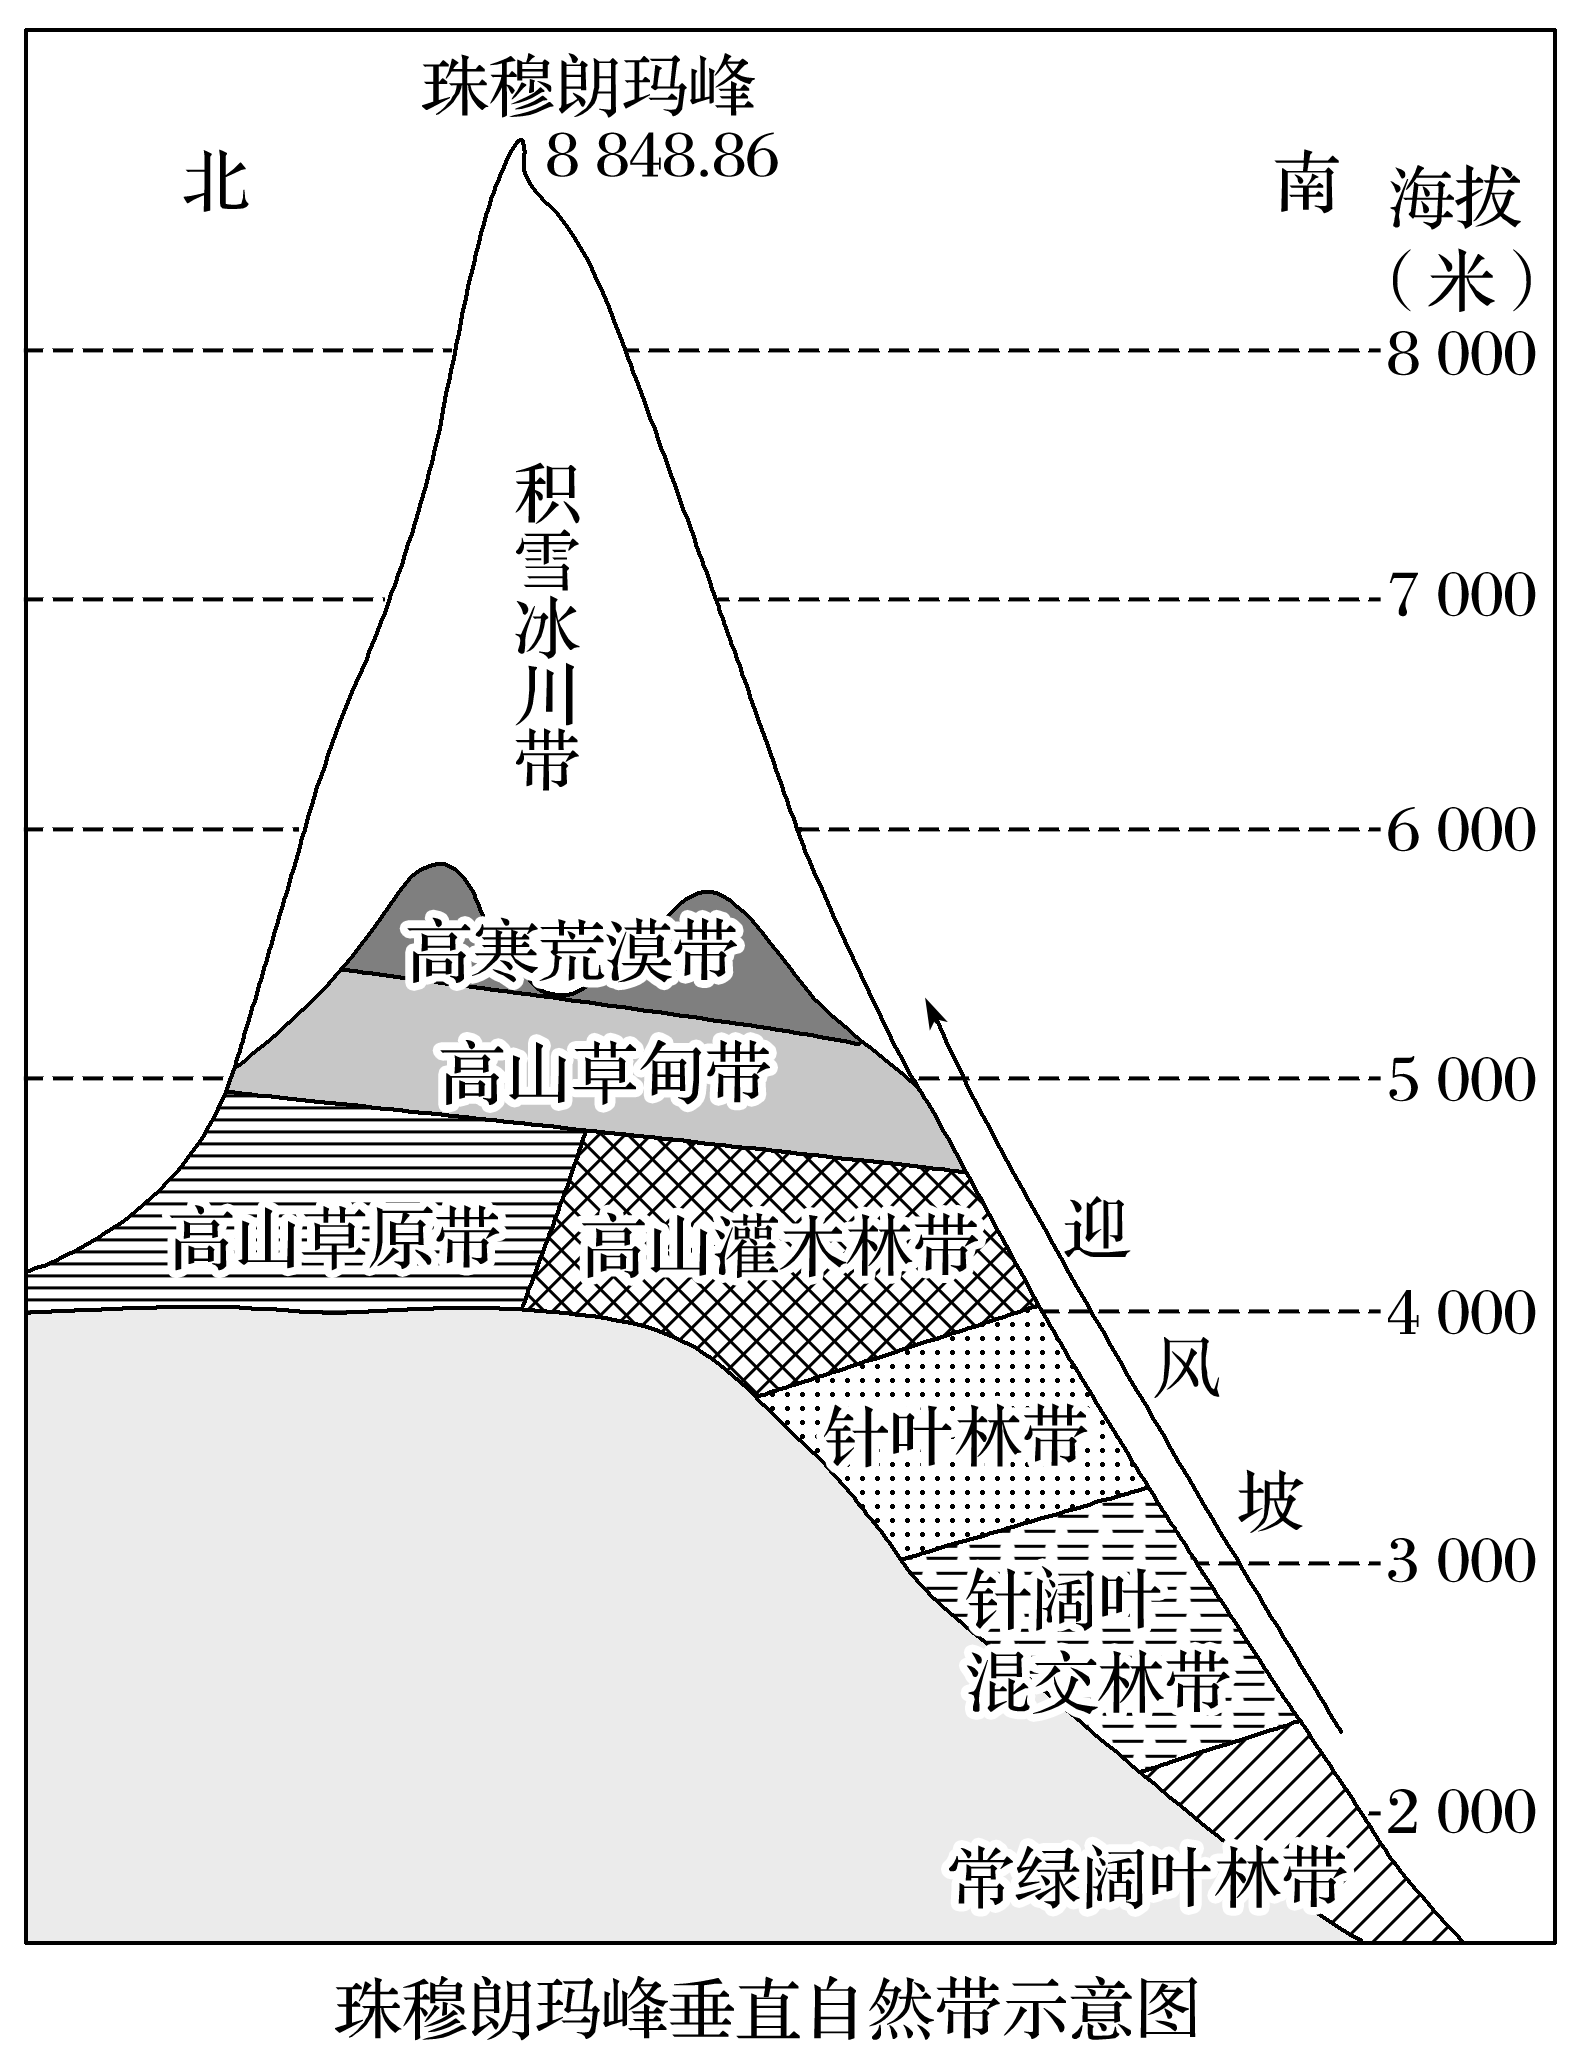 珠穆朗玛峰
8 848.86
北
南
海拔
（米）
8 000
积雪冰川带
7 000
6 000
高寒荒漠带
高山草甸带
5 000
高山草原带
高山灌木林带
迎风坡
4 000
针叶林带
3 000
针阔叶
混交林带
2 000
常绿阔叶林带
珠穆朗玛峰垂直自然带示意图